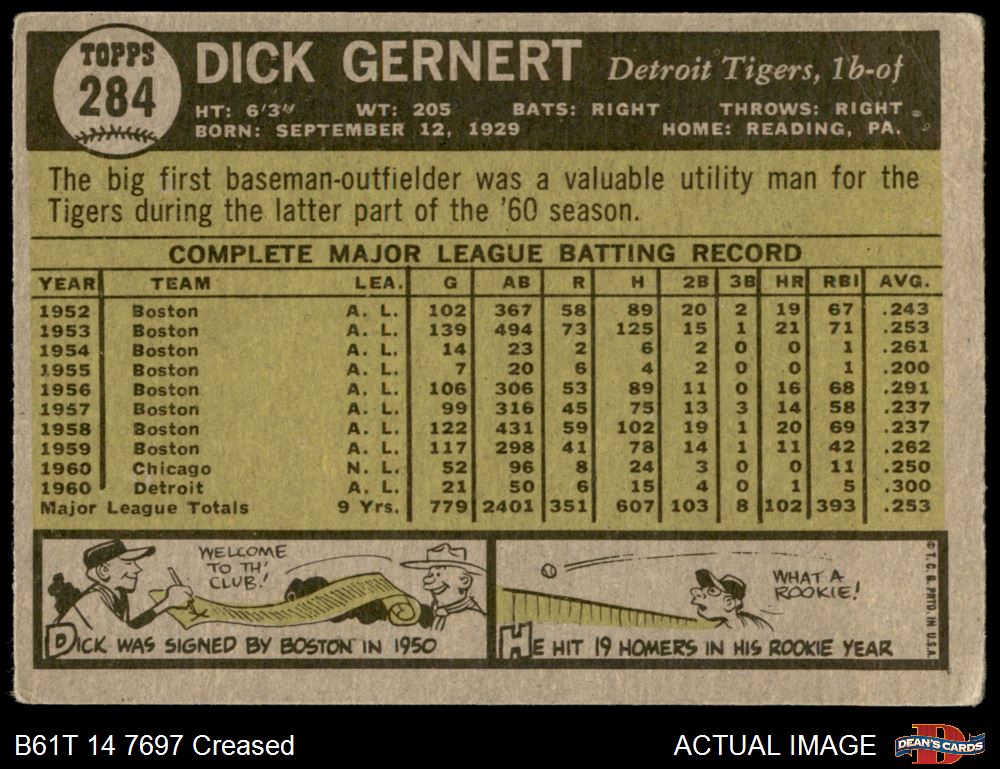 TOPPS
284
DICK GERNERT Detroit Tigers, 1b-of
HT: 6'3" WT: 205 BATS: RIGHT THROWS: RIGHT
BORN: SEPTEMBER 12, 1929 HOME: READING, PA.
The big first baseman-outfielder was a valuable utility man for the
Tigers during the latter part of the '60 season.
COMPLETE MAJOR LEAGUE BATTING RECORD
YEAR TEAM LEA. G AB R H 2B 3B HR RBI AVG.
1952 Boston A. L. 102 367 58 89 20 2 19 67 .243
1953 Boston A. L. 139 494 73 125 15 1 21 71 .253
1954 Boston A. L. 14 23 2 6 2 0 0 1 .261
1955 Boston A. L. 7 20 6 4 2 0 0 1 .200
1956 Boston A. L. 106 306 53 89 11 0 16 68 .291
1957 Boston A. L. 99 316 45 75 13 3 14 58 .237
1958 Boston A. L. 122 431 59 102 19 1 20 69 .237
1959 Boston A. L. 117 298 41 78 14 1 11 42 .262
1960 Chicago N. L. 52 96 8 24 3 0 0 11 .250
1960 Detroit A. L. 21 50 6 15 4 0 1 5 .300
Major League Totals 9 Yrs. 779 2401 351 607 103 8 102 393 .253
WELCOME
TO TH'
CLUB!
DICK WAS SIGNED BY BOSTON IN 1950
WHAT A
ROOKIE!
HE HIT 19 HOMERS IN HIS ROOKIE YEAR
© T. C. G. PRTD. IN U.S.A.
B61T 14 7697 Creased
ACTUAL IMAGE
DEAN'S CARDS